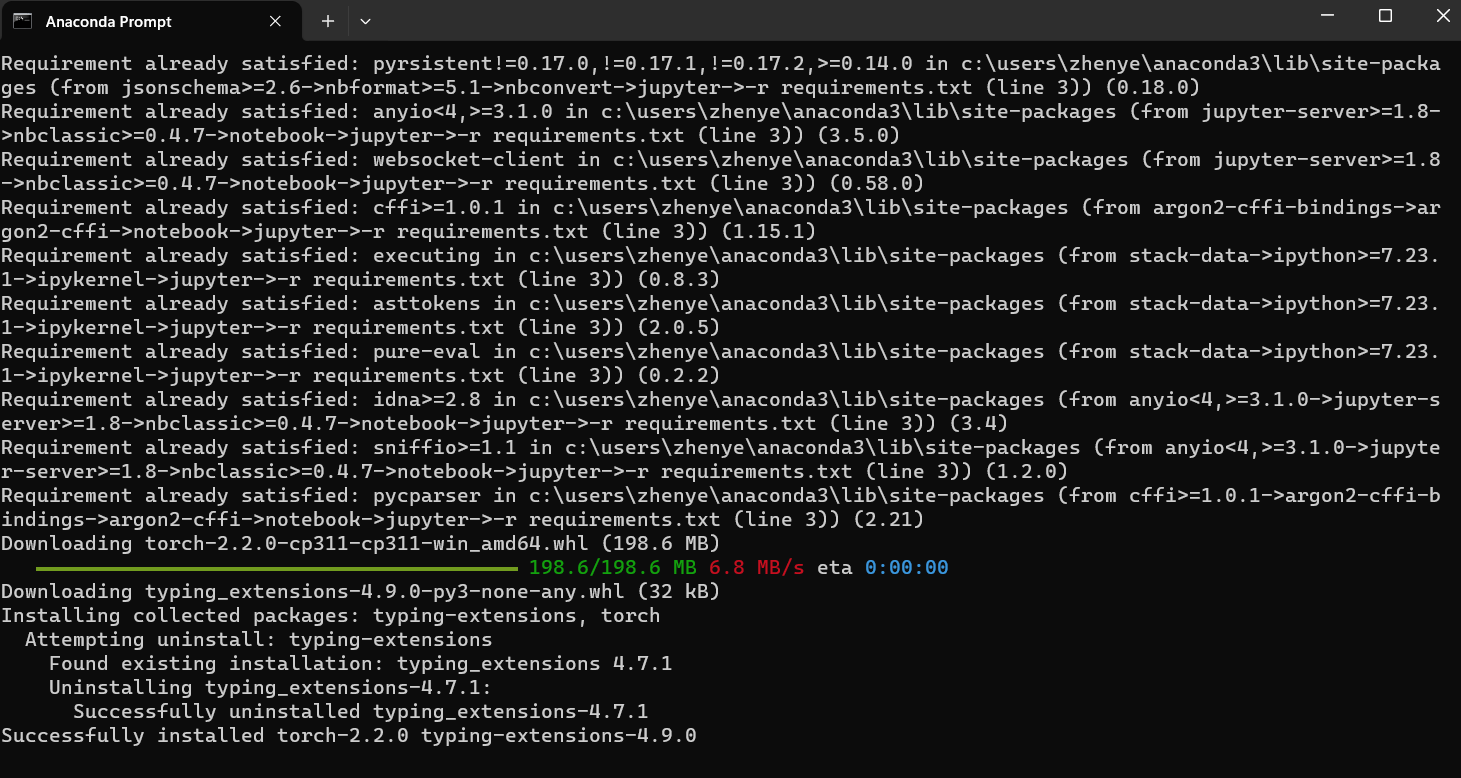 Anaconda Prompt
Requirement already satisfied: pyrsistent!=0.17.0,!=0.17.1,!=0.17.2,>=0.14.0 in c:\users\zhenye\anaconda3\lib\site-packa
ges (from jsonschema>=2.6->nbformat>=5.1->nbconvert->jupyter->-r requirements.txt (line 3)) (0.18.0)
Requirement already satisfied: anyio<4,>=3.1.0 in c:\users\zhenye\anaconda3\lib\site-packages (from jupyter-server>=1.8-
>nbclassic>=0.4.7->notebook->jupyter->-r requirements.txt (line 3)) (3.5.0)
Requirement already satisfied: websocket-client in c:\users\zhenye\anaconda3\lib\site-packages (from jupyter-server>=1.8
->nbclassic>=0.4.7->notebook->jupyter->-r requirements.txt (line 3)) (0.58.0)
Requirement already satisfied: cffi>=1.0.1 in c:\users\zhenye\anaconda3\lib\site-packages (from argon2-cffi-bindings->ar
gon2-cffi->notebook->jupyter->-r requirements.txt (line 3)) (1.15.1)
Requirement already satisfied: executing in c:\users\zhenye\anaconda3\lib\site-packages (from stack-data->ipython>=7.23.
1->ipykernel->jupyter->-r requirements.txt (line 3)) (0.8.3)
Requirement already satisfied: asttokens in c:\users\zhenye\anaconda3\lib\site-packages (from stack-data->ipython>=7.23.
1->ipykernel->jupyter->-r requirements.txt (line 3)) (2.0.5)
Requirement already satisfied: pure-eval in c:\users\zhenye\anaconda3\lib\site-packages (from stack-data->ipython>=7.23.
1->ipykernel->jupyter->-r requirements.txt (line 3)) (0.2.2)
Requirement already satisfied: idna>=2.8 in c:\users\zhenye\anaconda3\lib\site-packages (from anyio<4,>=3.1.0->jupyter-s
erver>=1.8->nbclassic>=0.4.7->notebook->jupyter->-r requirements.txt (line 3)) (3.4)
Requirement already satisfied: sniffio>=1.1 in c:\users\zhenye\anaconda3\lib\site-packages (from anyio<4,>=3.1.0->jupyte
r-server>=1.8->nbclassic>=0.4.7->notebook->jupyter->-r requirements.txt (line 3)) (1.2.0)
Requirement already satisfied: pycparser in c:\users\zhenye\anaconda3\lib\site-packages (from cffi>=1.0.1->argon2-cffi-b
indings->argon2-cffi->notebook->jupyter->-r requirements.txt (line 3)) (2.21)
Downloading torch-2.2.0-cp311-cp311-win_amd64.whl (198.6 MB)
198.6/198.6 MB 6.8 MB/s eta 0:00:00
Downloading typing_extensions-4.9.0-py3-none-any.whl (32 kB)
Installing collected packages: typing-extensions, torch
Attempting uninstall: typing-extensions
Found existing installation: typing_extensions 4.7.1
Uninstalling typing_extensions-4.7.1:
Successfully uninstalled typing_extensions-4.7.1
Successfully installed torch-2.2.0 typing-extensions-4.9.0